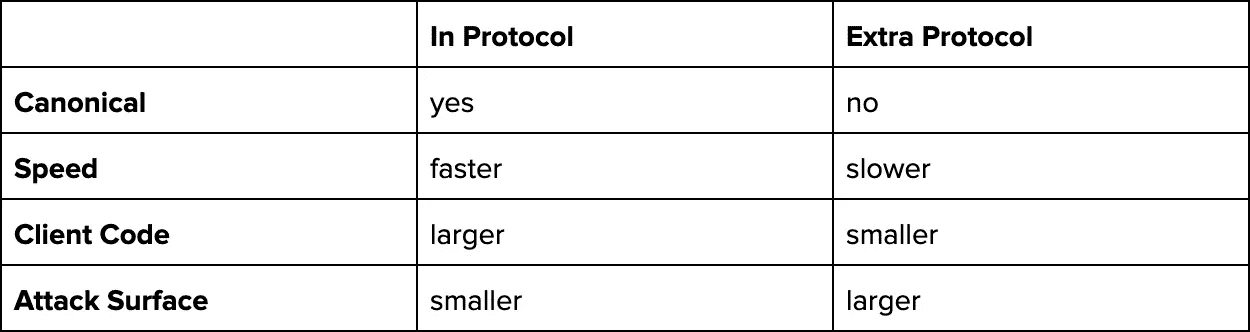 In Protocol Extra Protocol
Canonical yes no
Speed faster slower
Client Code larger smaller
Attack Surface smaller larger